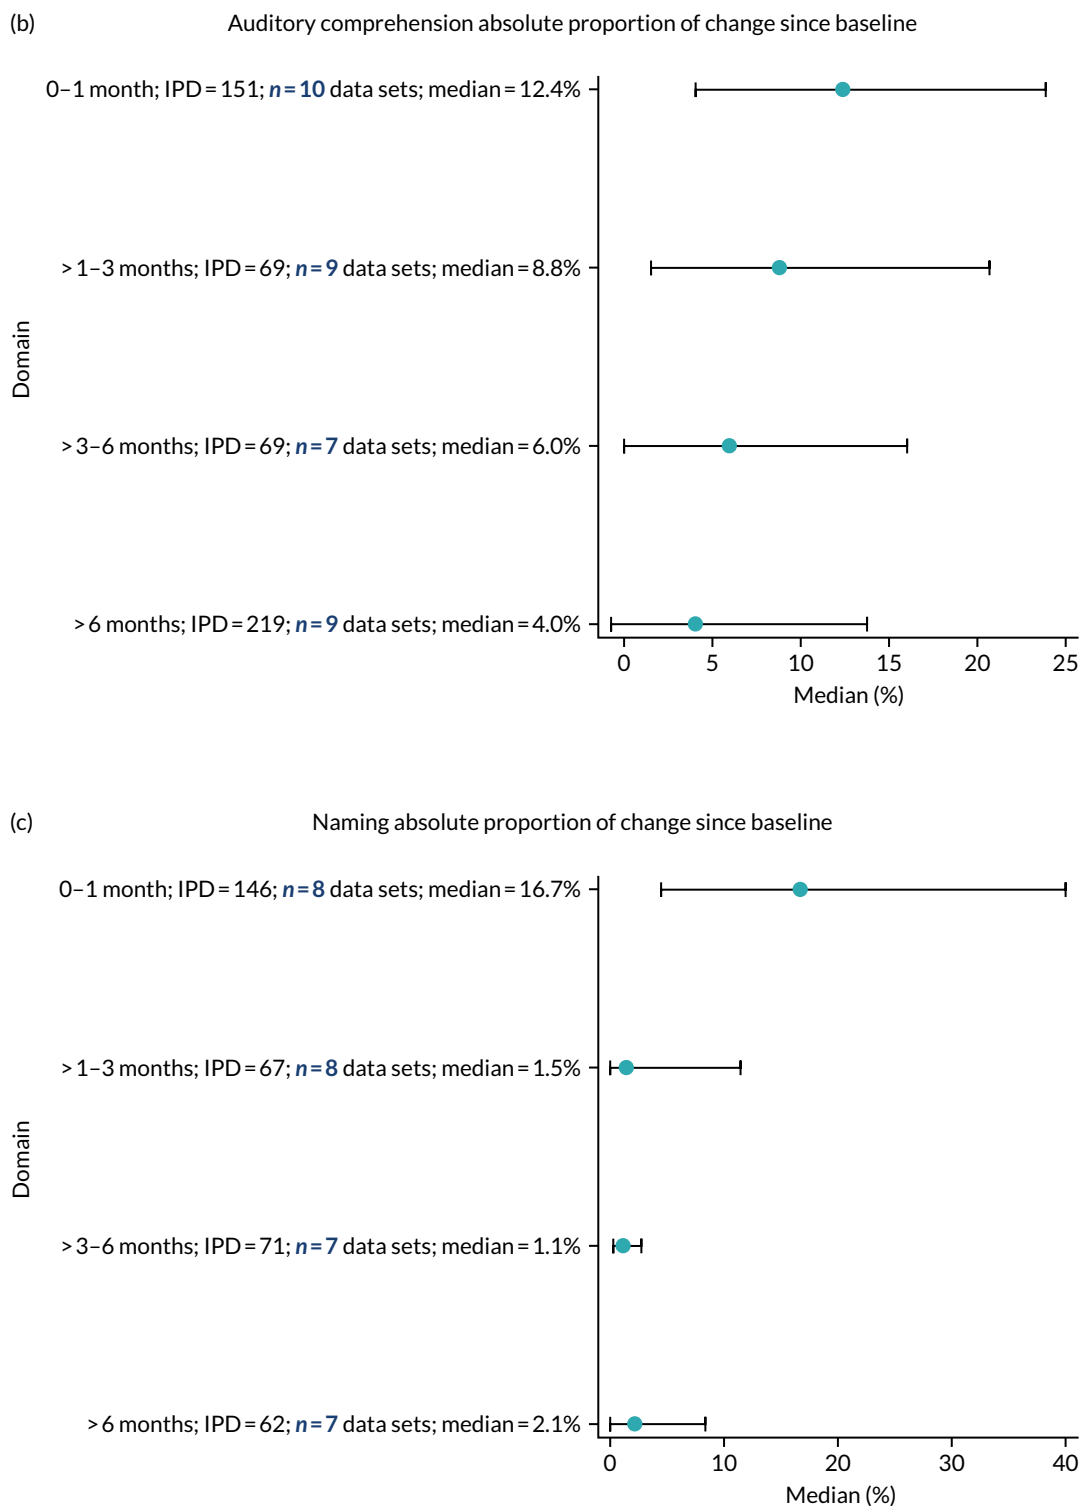 (b) Auditory comprehension absolute proportion of change since baseline
0–1 month; IPD = 151; n = 10 data sets; median = 12.4%
> 1–3 months; IPD = 69; n = 9 data sets; median = 8.8%
Domain
> 3–6 months; IPD = 69; n = 7 data sets; median = 6.0%
> 6 months; IPD = 219; n = 9 data sets; median = 4.0%
0 5 10 15 20 25
Median (%)
(c) Naming absolute proportion of change since baseline
0–1 month; IPD = 146; n = 8 data sets; median = 16.7%
> 1–3 months; IPD = 67; n = 8 data sets; median = 1.5%
Domain
> 3–6 months; IPD = 71; n = 7 data sets; median = 1.1%
> 6 months; IPD = 62; n = 7 data sets; median = 2.1%
0 10 20 30 40
Median (%)